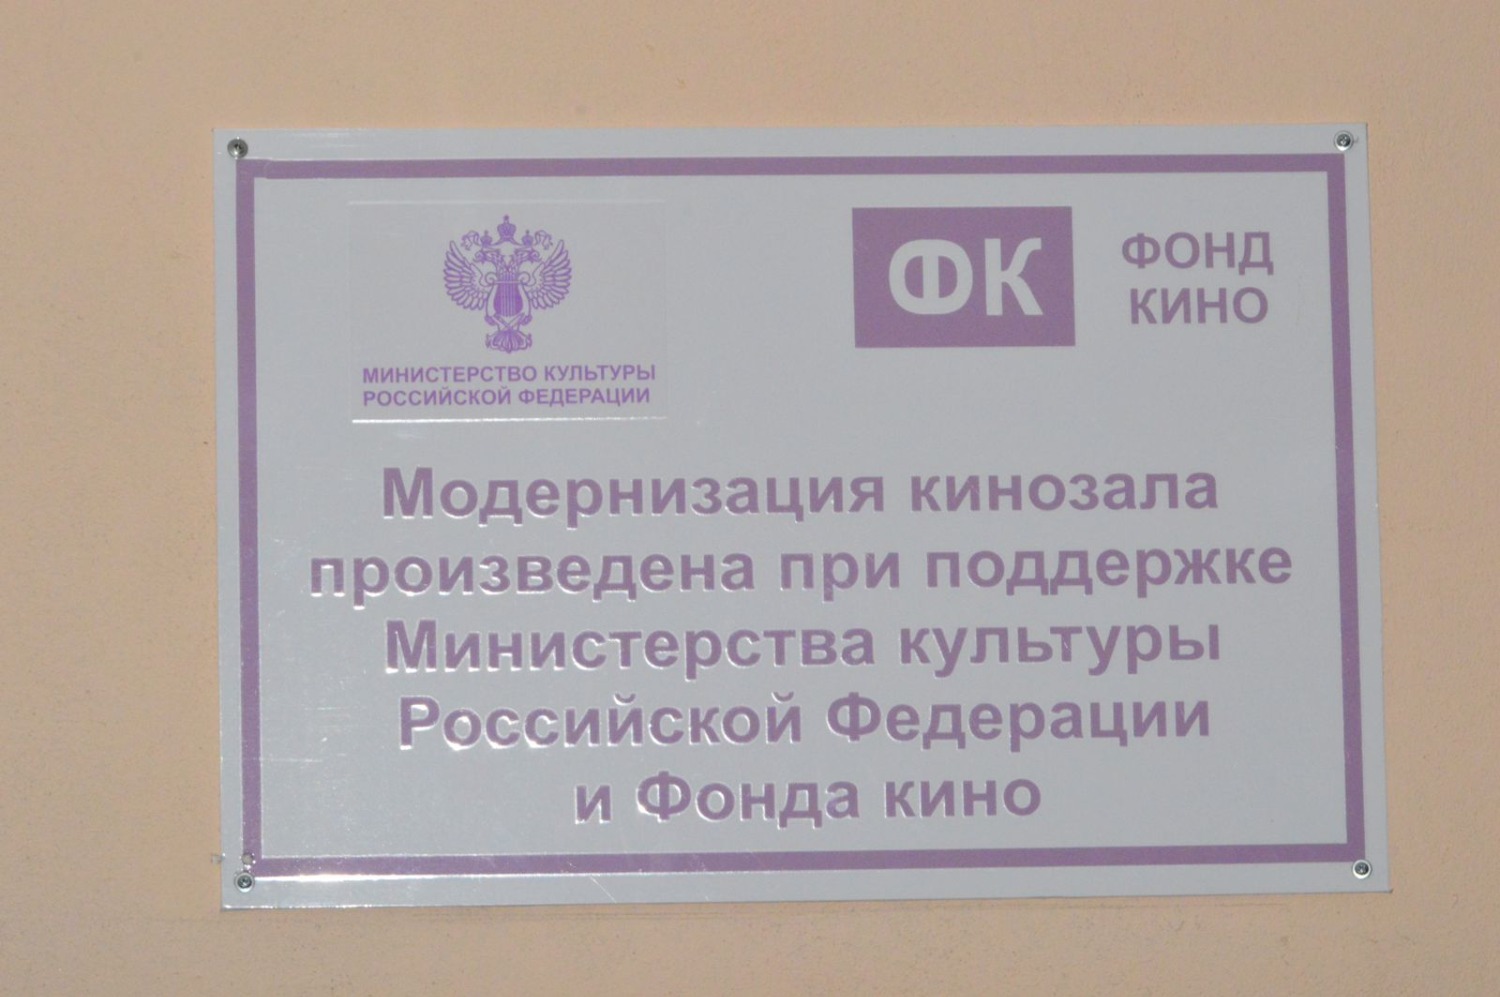 МИНИСТЕРСТВО КУЛЬТУРЫ
РОССИЙСКОЙ ФЕДЕРАЦИИ
ФК
ФОНД
КИНО
Модернизация кинозала
произведена при поддержке
Министерства культуры
Российской Федерации
и Фонда кино